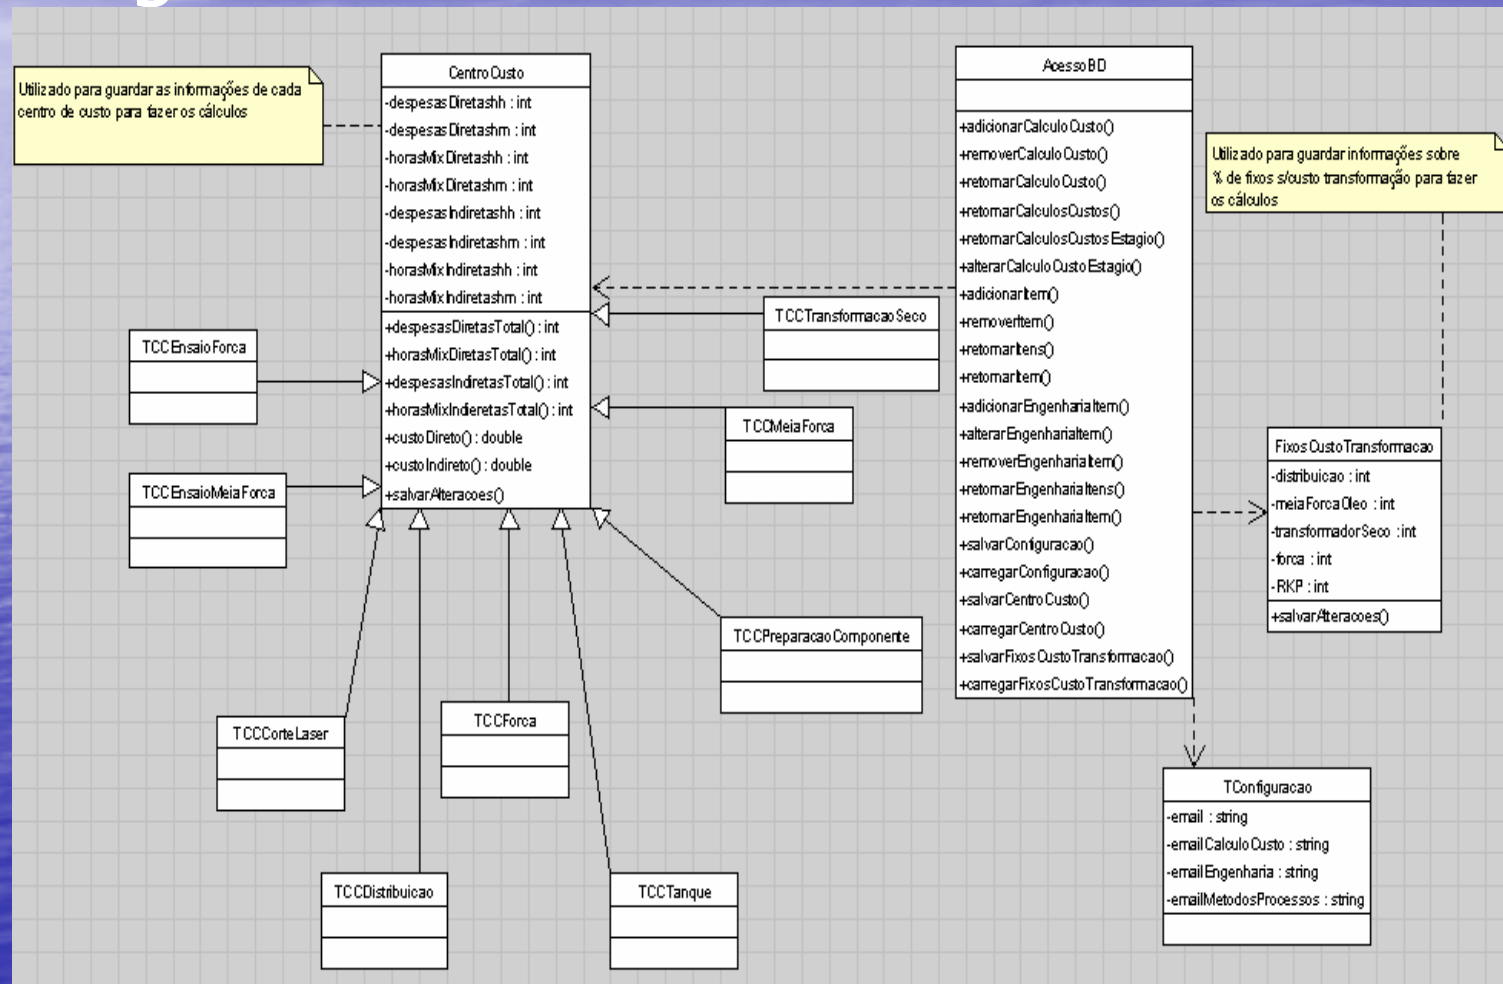 Utilizado para guardar as informações de cada
centro de custo para fazer os cálculos
CentroCusto
-despesasDiretashh : int
-despesasDiretashm : int
-horasMixDiretashh : int
-horasMixDiretashm : int
-despesasIndiretashh : int
-despesasIndiretashm : int
-horasMixIndiretashh : int
-horasMixIndiretashm : int
+despesasDiretasTotal() : int
+horasMixDiretasTotal() : int
+despesasIndiretasTotal() : int
+horasMixIndieretasTotal() : int
+custoDireto() : double
+custoIndireto() : double
+salvarAlteracoes()
AcessoBD
+adicionarCalculoCusto()
+removerCalculoCusto()
+retornarCalculoCusto()
+retornarCalculosCustos()
+retornarCalculosCustosEstagio()
+alterarCalculoCustoEstagio()
+adicionarItem()
+removerItem()
+retornarItens()
+retornarItem()
+adicionarEngenhariaItem()
+alterarEngenhariaItem()
+removerEngenhariaItem()
+retornarEngenhariaItens()
+retornarEngenhariaItem()
+salvarConfiguracao()
+carregarConfiguracao()
+salvarCentroCusto()
+carregarCentroCusto()
+salvarFixosCustoTransformacao()
+carregarFixosCustoTransformacao()
Utilizado para guardar informações sobre
% de fixos s/custo transformação para fazer
os cálculos
TCCTransformacaoSeco
TCCEnsaioForca
TCCMeiaForca
FixosCustoTransformacao
-distribuicao : int
-meiaForcaOleo : int
-transformadorSeco : int
-forca : int
-RKP : int
+salvarAlteracoes()
TCCEnsaioMeiaForca
TCCPreparacaoComponente
TCCForca
TCCCorteLaser
TConfiguracao
-email : string
-emailCalculoCusto : string
-emailEngenharia : string
-emailMetodosProcessos : string
TCCDistribuicao
TCCTanque